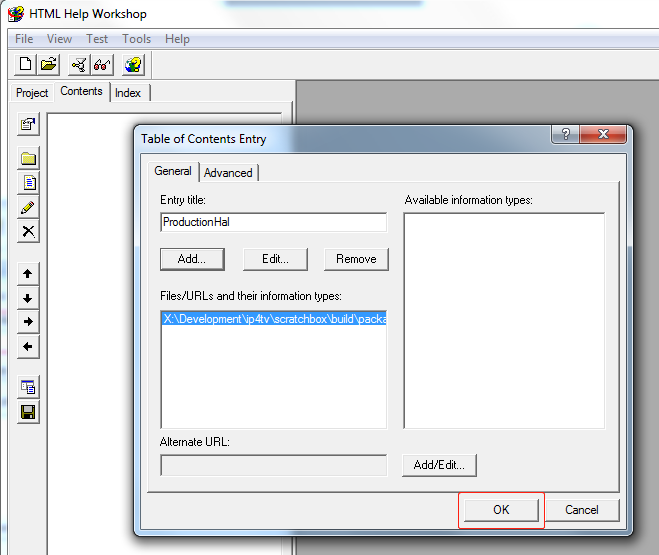 HTML Help Workshop
File View Test Tools Help
Project Contents Index
Table of Contents Entry
?
General Advanced
Entry title:
Available information types:
ProductionHal
Add... Edit... Remove
Files/URLs and their information types:
X:\Development\ip4tv\scratchbox\build\packa
Alternate URL:
Add/Edit...
OK Cancel